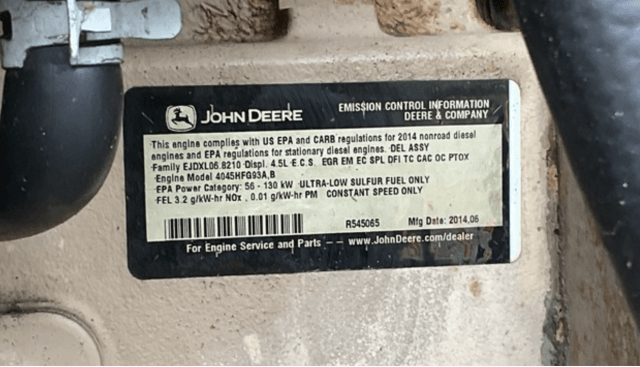 JOHN DEERE
EMISSION CONTROL INFORMATION
DEERE & COMPANY
This engine complies with US EPA and CARB regulations for 2014 nonroad diesel
engines and EPA regulations for stationary diesel engines. DEL ASSY
Family EJDXL06.8210 Displ. 4.5L E.C.S. EGR EM EC SPL DFI TC CAC OC PTOX
Engine Model 4045HFG93A,B
EPA Power Category: 56 - 130 kW ULTRA-LOW SULFUR FUEL ONLY
FEL 3.2 g/kW-hr NOx , 0.01 g/kW-hr PM CONSTANT SPEED ONLY
R545065 Mfg Date: 2014.06
For Engine Service and Parts -- www.JohnDeere.com/dealer